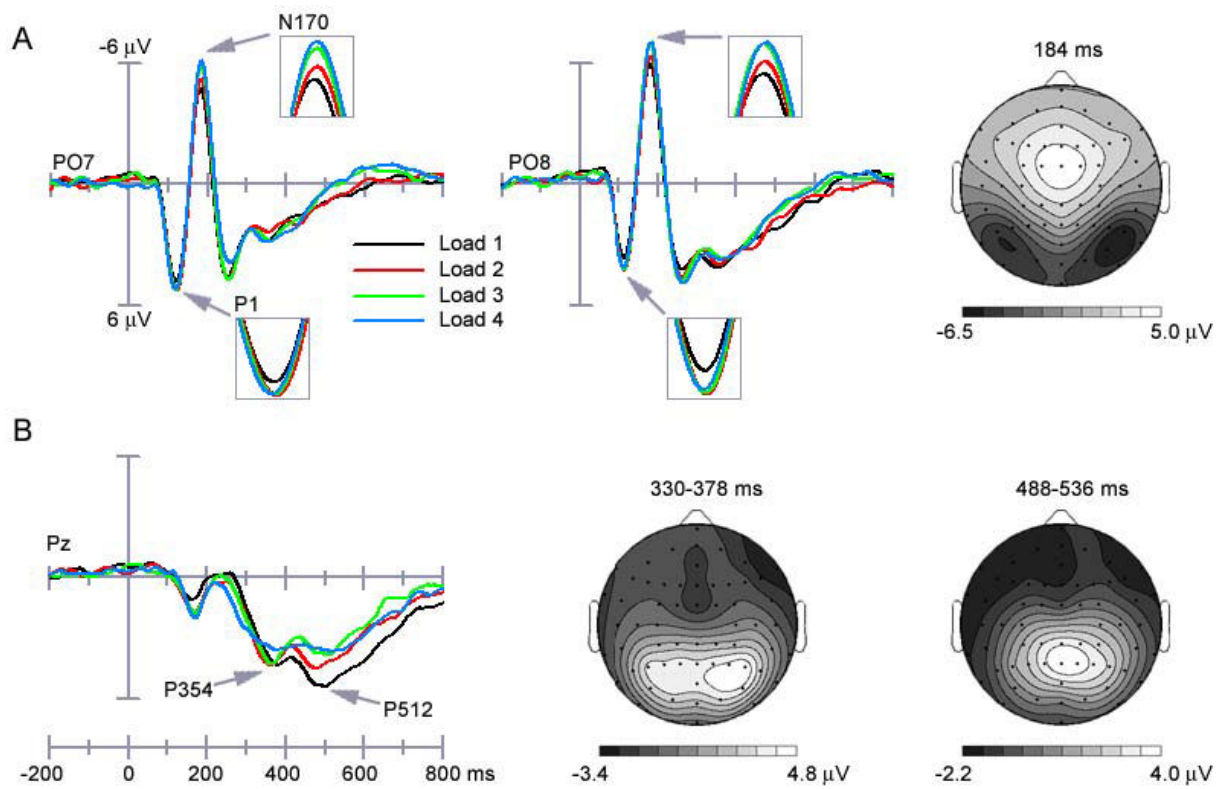 A
N170
-6 µV
184 ms
PO7
PO8
Load 1
Load 2
Load 3
Load 4
P1
6 µV
-6.5 5.0 µV
B
330-378 ms
488-536 ms
Pz
P354
P512
-200 0 200 400 600 800 ms
-3.4 4.8 µV
-2.2 4.0 µV